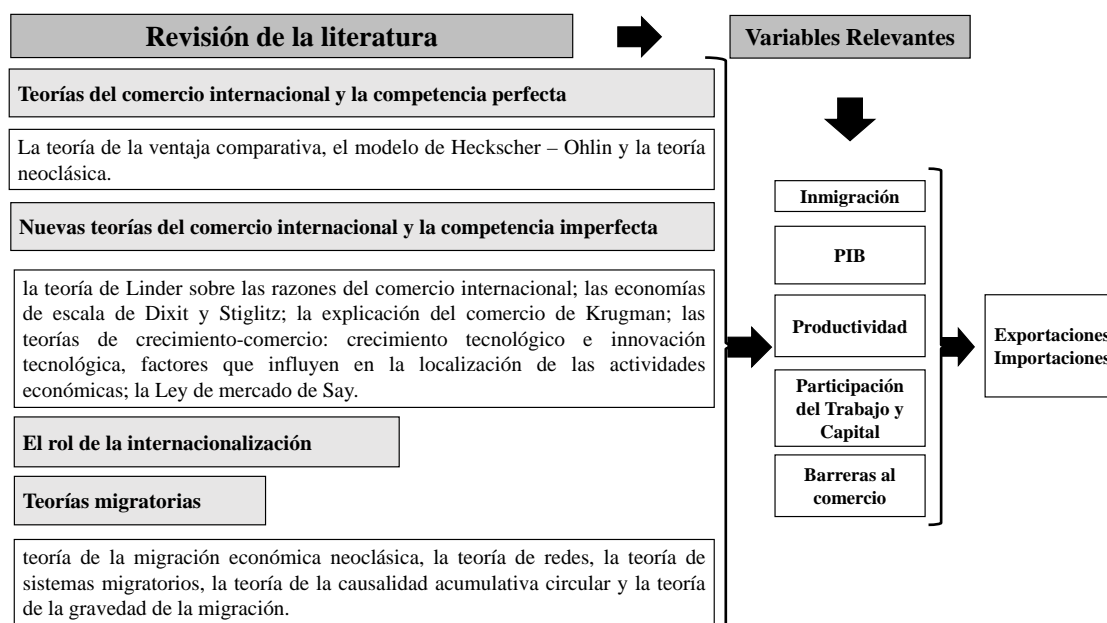 Revisión de la literatura
Variables Relevantes
Teorías del comercio internacional y la competencia perfecta
La teoría de la ventaja comparativa, el modelo de Heckscher – Ohlin y la teoría
neoclásica.
Nuevas teorías del comercio internacional y la competencia imperfecta
la teoría de Linder sobre las razones del comercio internacional; las economías
de escala de Dixit y Stiglitz; la explicación del comercio de Krugman; las
teorías de crecimiento-comercio: crecimiento tecnológico e innovación
tecnológica, factores que influyen en la localización de las actividades
económicas; la Ley de mercado de Say.
El rol de la internacionalización
Teorías migratorias
teoría de la migración económica neoclásica, la teoría de redes, la teoría de
sistemas migratorios, la teoría de la causalidad acumulativa circular y la teoría
de la gravedad de la migración.
Inmigración
PIB
Productividad
Participación
del Trabajo y
Capital
Barreras al
comercio
Exportaciones
Importaciones